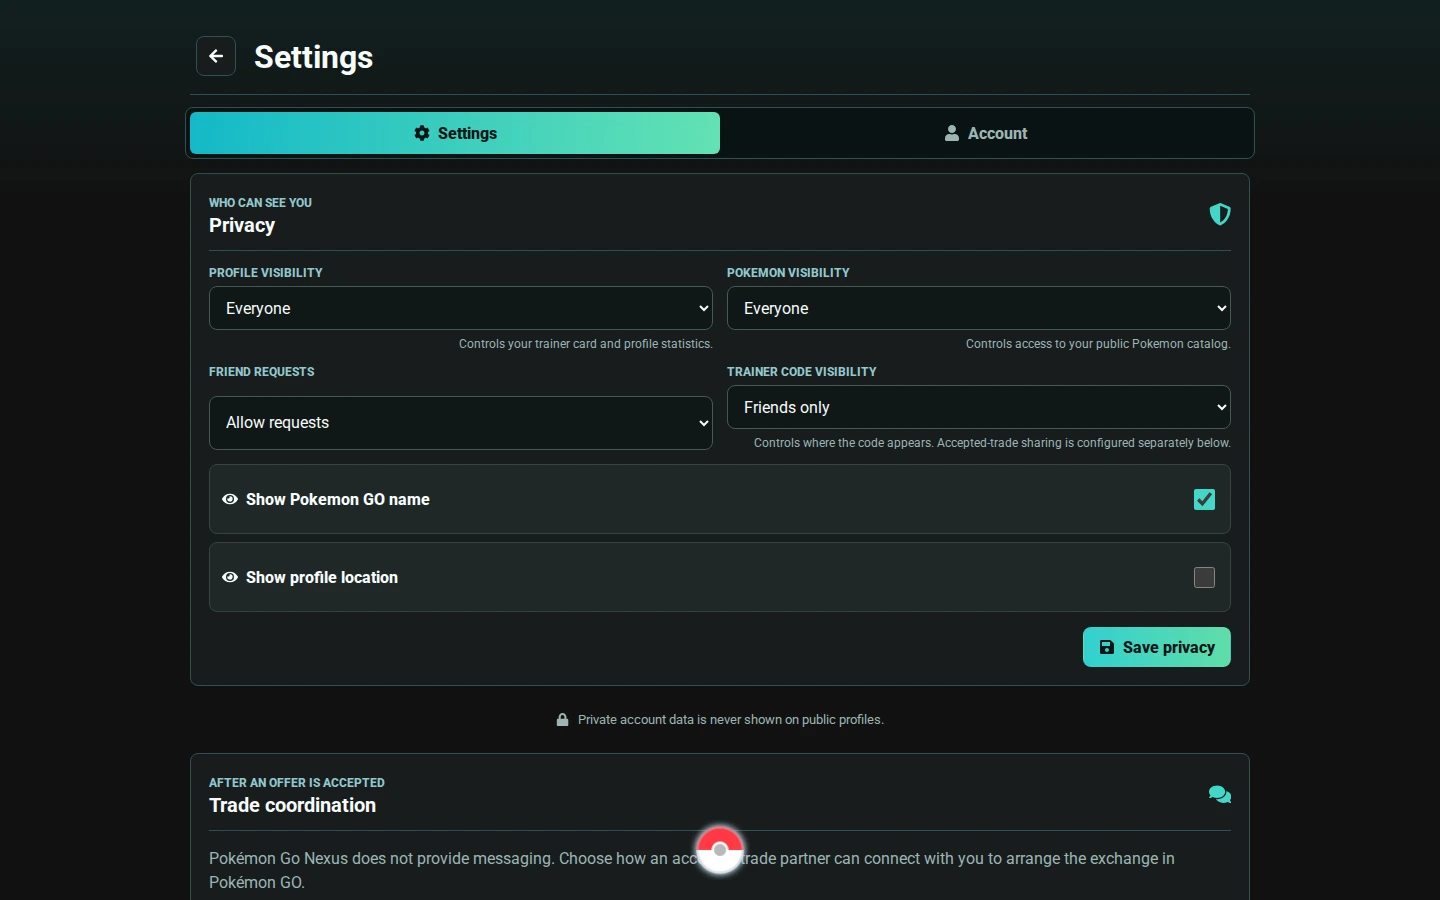 Settings
Settings
Account
WHO CAN SEE YOU
Privacy
PROFILE VISIBILITY
POKEMON VISIBILITY
Everyone
Everyone
Controls your trainer card and profile statistics.
Controls access to your public Pokemon catalog.
FRIEND REQUESTS
TRAINER CODE VISIBILITY
Allow requests
Friends only
Controls where the code appears. Accepted-trade sharing is configured separately below.
Show Pokemon GO name
Show profile location
Save privacy
Private account data is never shown on public profiles.
AFTER AN OFFER IS ACCEPTED
Trade coordination
Pokémon Go Nexus does not provide messaging. Choose how an trade partner can connect with you to arrange the exchange in
Pokémon GO.